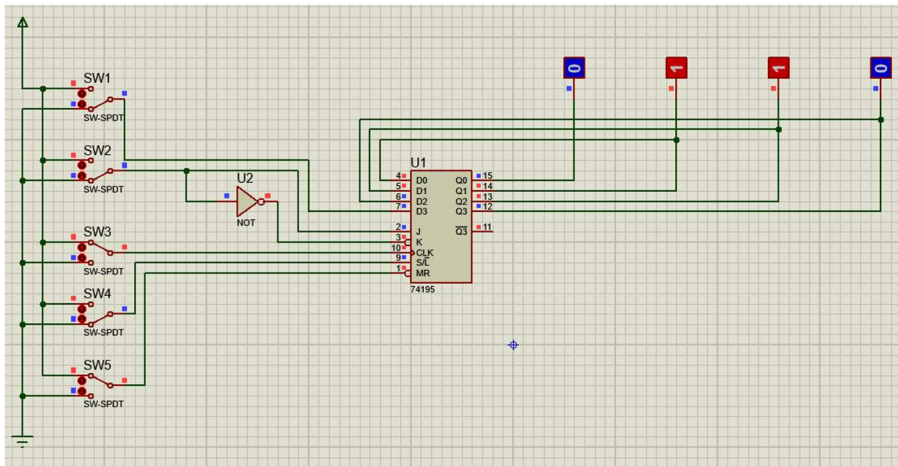 SW1
SW-SPDT
SW2
SW-SPDT
SW3
SW-SPDT
SW4
SW-SPDT
SW5
SW-SPDT
U2
NOT
0
1
1
0
U1
4 D0 Q0 15
5 D1 Q1 14
6 D2 Q2 13
7 D3 Q3 12
2 J Q3 11
3 K
10 CLK
9 S/L
1 MR
74195